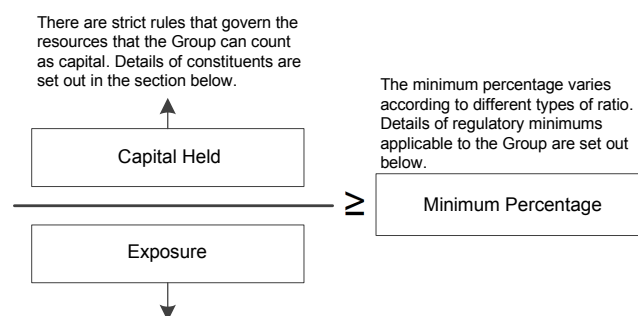 There are strict rules that govern the
resources that the Group can count
as capital. Details of constituents are
set out in the section below.
The minimum percentage varies
according to different types of ratio.
Details of regulatory minimums
applicable to the Group are set out
below.
Capital Held
≥
Minimum Percentage
Exposure